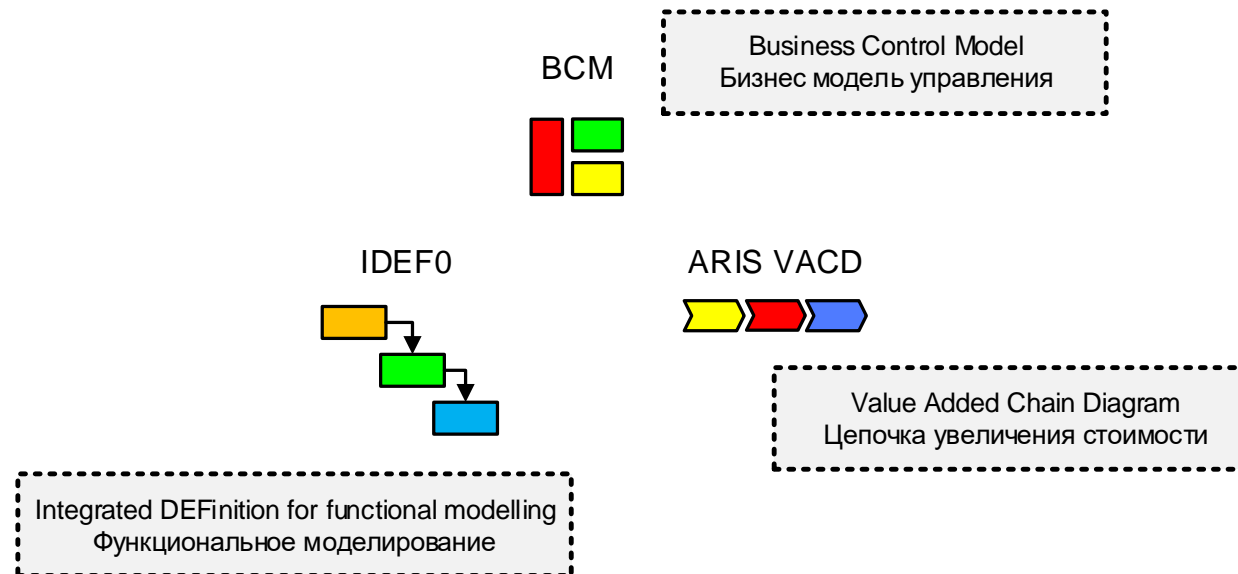 BCM
Business Control Model
Бизнес модель управления
IDEF0
ARIS VACD
Value Added Chain Diagram
Цепочка увеличения стоимости
Integrated DEFinition for functional modelling
Функциональное моделирование